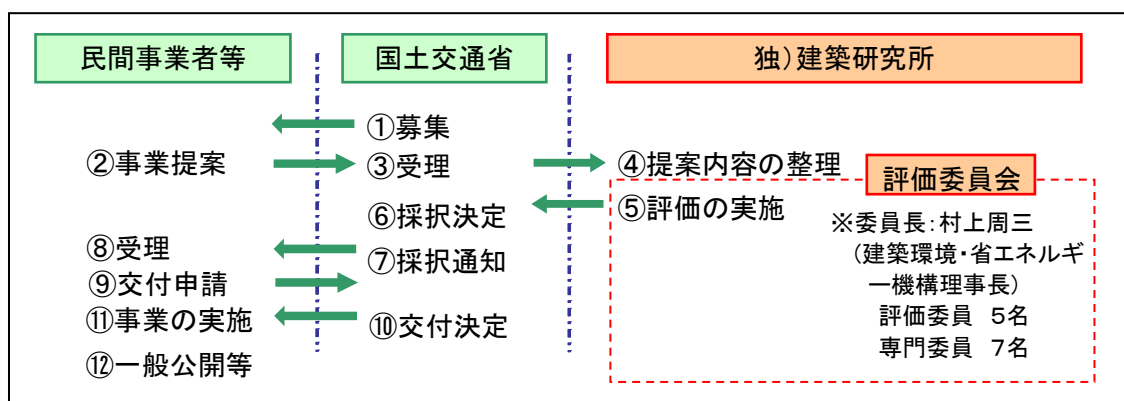 民間事業者等
国土交通省
独)建築研究所
①募集
②事業提案
③受理
④提案内容の整理
評価委員会
⑤評価の実施
⑥採択決定
※委員長:村上周三
(建築環境・省エネルギ
ー機構理事長)
評価委員 5名
専門委員 7名
⑧受理
⑦採択通知
⑨交付申請
⑪事業の実施
⑩交付決定
⑫一般公開等